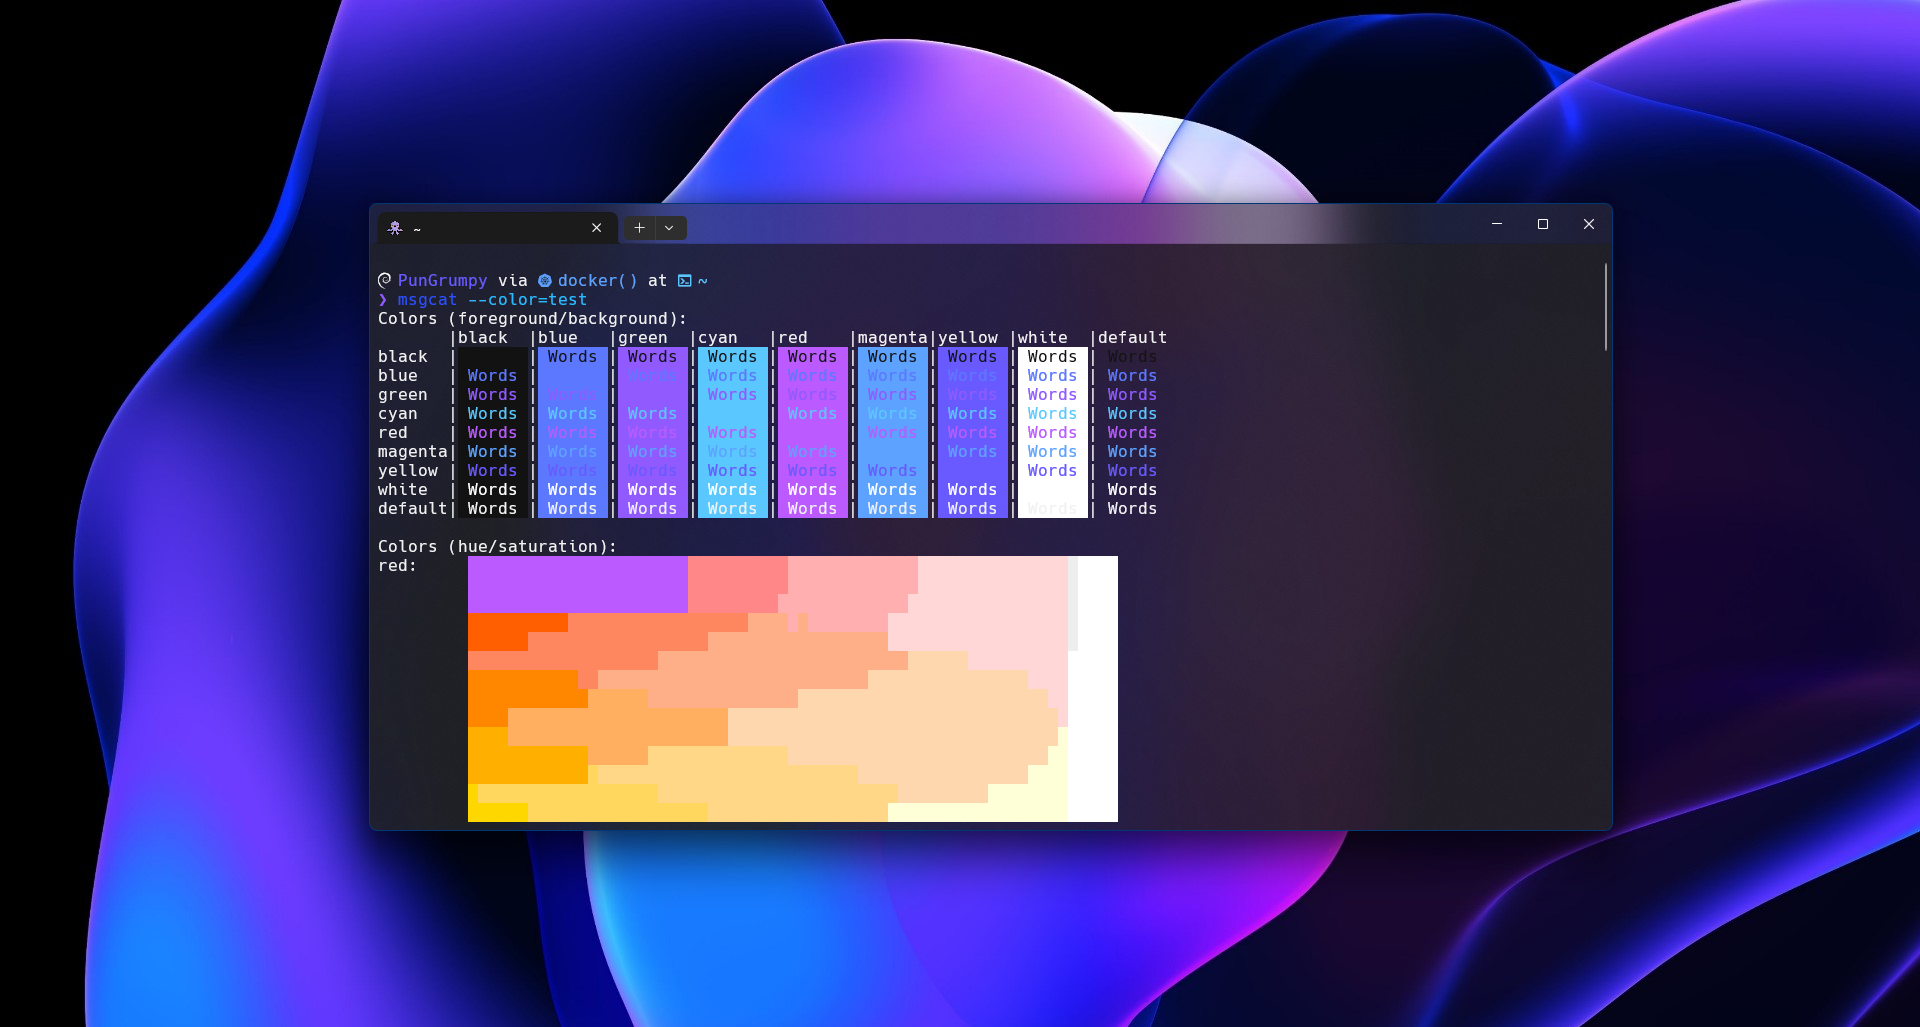 ~
PunGrumpy via docker() at ~
❯ msgcat --color=test
Colors (foreground/background):
|black |blue |green |cyan |red |magenta|yellow |white |default
black | | Words | Words | Words | Words | Words | Words | Words | Words
blue | Words | | Words | Words | Words | Words | Words | Words | Words
green | Words | Words | | Words | Words | Words | Words | Words | Words
cyan | Words | Words | Words | | Words | Words | Words | Words | Words
red | Words | Words | Words | Words | | Words | Words | Words | Words
magenta| Words | Words | Words | Words | Words | | Words | Words | Words
yellow | Words | Words | Words | Words | Words | Words | | Words | Words
white | Words | Words | Words | Words | Words | Words | Words | | Words
default| Words | Words | Words | Words | Words | Words | Words | Words | Words
Colors (hue/saturation):
red: